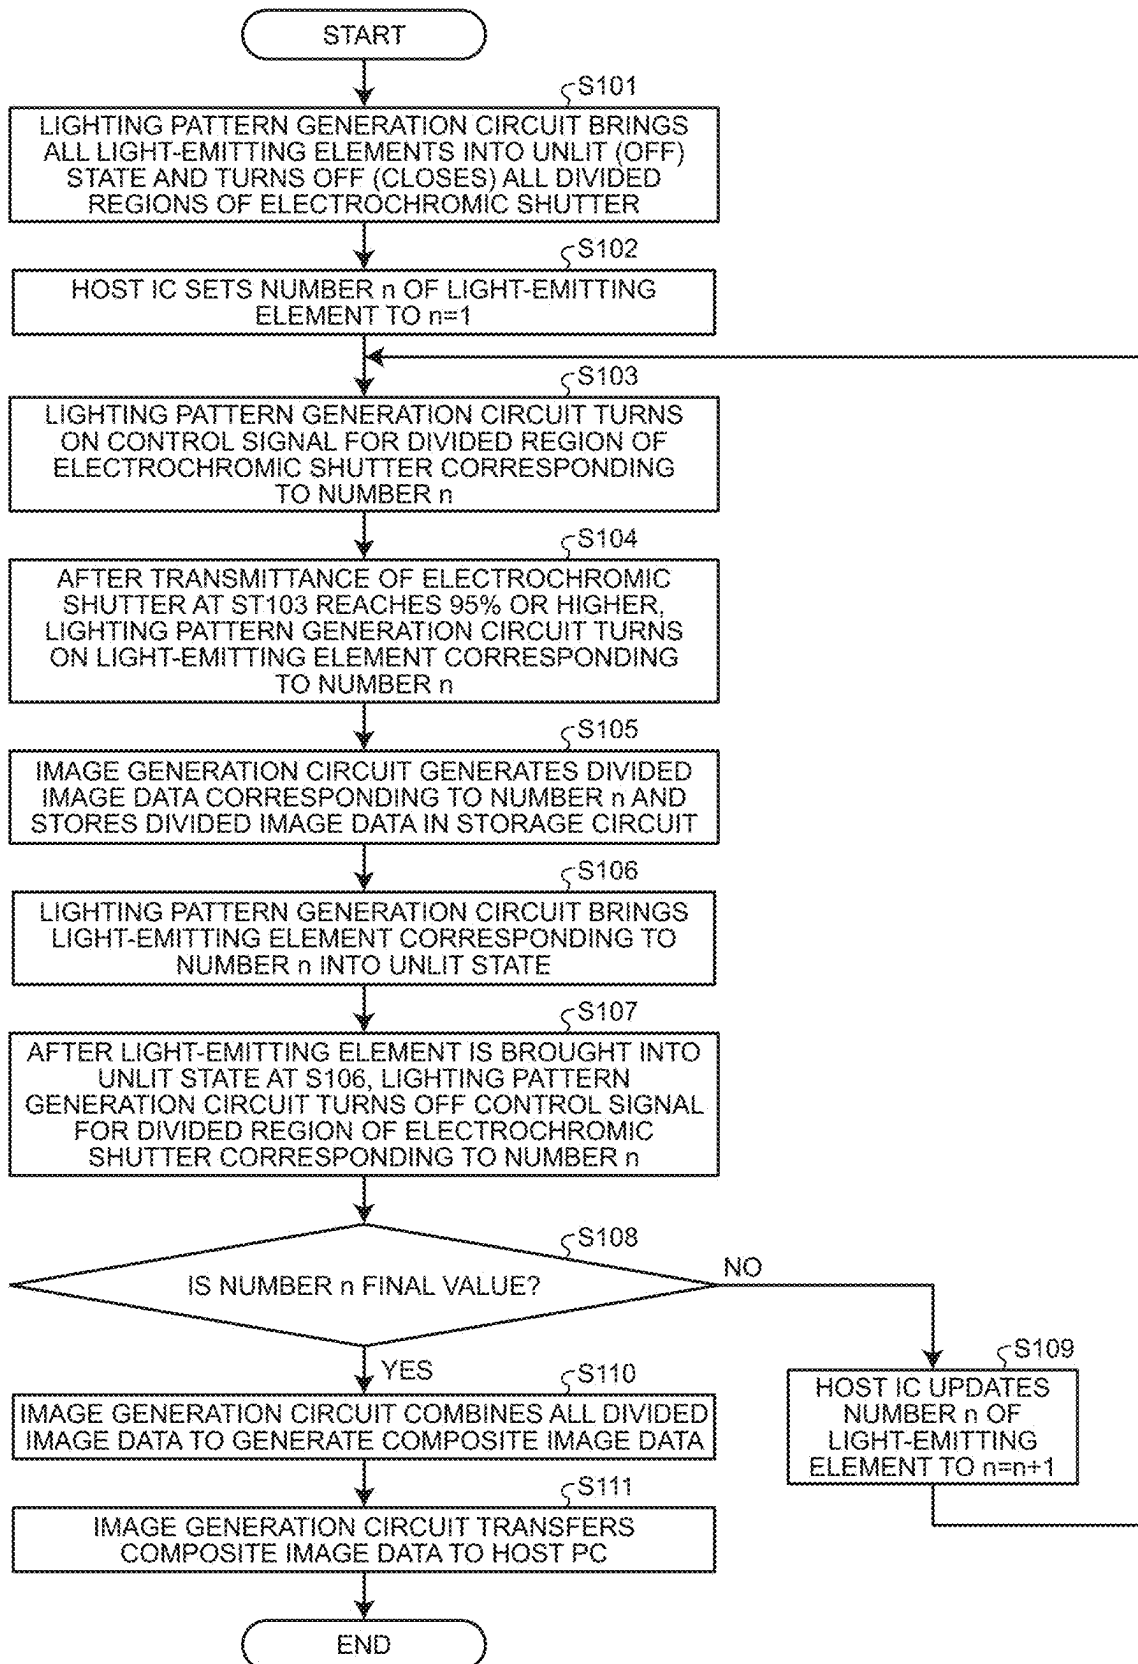 START
S101
LIGHTING PATTERN GENERATION CIRCUIT BRINGS
ALL LIGHT-EMITTING ELEMENTS INTO UNLIT (OFF)
STATE AND TURNS OFF (CLOSES) ALL DIVIDED
REGIONS OF ELECTROCHROMIC SHUTTER
S102
HOST IC SETS NUMBER n OF LIGHT-EMITTING
ELEMENT TO n=1
S103
LIGHTING PATTERN GENERATION CIRCUIT TURNS
ON CONTROL SIGNAL FOR DIVIDED REGION OF
ELECTROCHROMIC SHUTTER CORRESPONDING
TO NUMBER n
S104
AFTER TRANSMITTANCE OF ELECTROCHROMIC
SHUTTER AT ST103 REACHES 95% OR HIGHER,
LIGHTING PATTERN GENERATION CIRCUIT TURNS
ON LIGHT-EMITTING ELEMENT CORRESPONDING
TO NUMBER n
S105
IMAGE GENERATION CIRCUIT GENERATES DIVIDED
IMAGE DATA CORRESPONDING TO NUMBER n AND
STORES DIVIDED IMAGE DATA IN STORAGE CIRCUIT
S106
LIGHTING PATTERN GENERATION CIRCUIT BRINGS
LIGHT-EMITTING ELEMENT CORRESPONDING TO
NUMBER n INTO UNLIT STATE
S107
AFTER LIGHT-EMITTING ELEMENT IS BROUGHT INTO
UNLIT STATE AT S106, LIGHTING PATTERN
GENERATION CIRCUIT TURNS OFF CONTROL SIGNAL
FOR DIVIDED REGION OF ELECTROCHROMIC
SHUTTER CORRESPONDING TO NUMBER n
S108
IS NUMBER n FINAL VALUE?
NO
YES
S109
HOST IC UPDATES
NUMBER n OF
LIGHT-EMITTING
ELEMENT TO n=n+1
S110
IMAGE GENERATION CIRCUIT COMBINES ALL DIVIDED
IMAGE DATA TO GENERATE COMPOSITE IMAGE DATA
S111
IMAGE GENERATION CIRCUIT TRANSFERS
COMPOSITE IMAGE DATA TO HOST PC
END